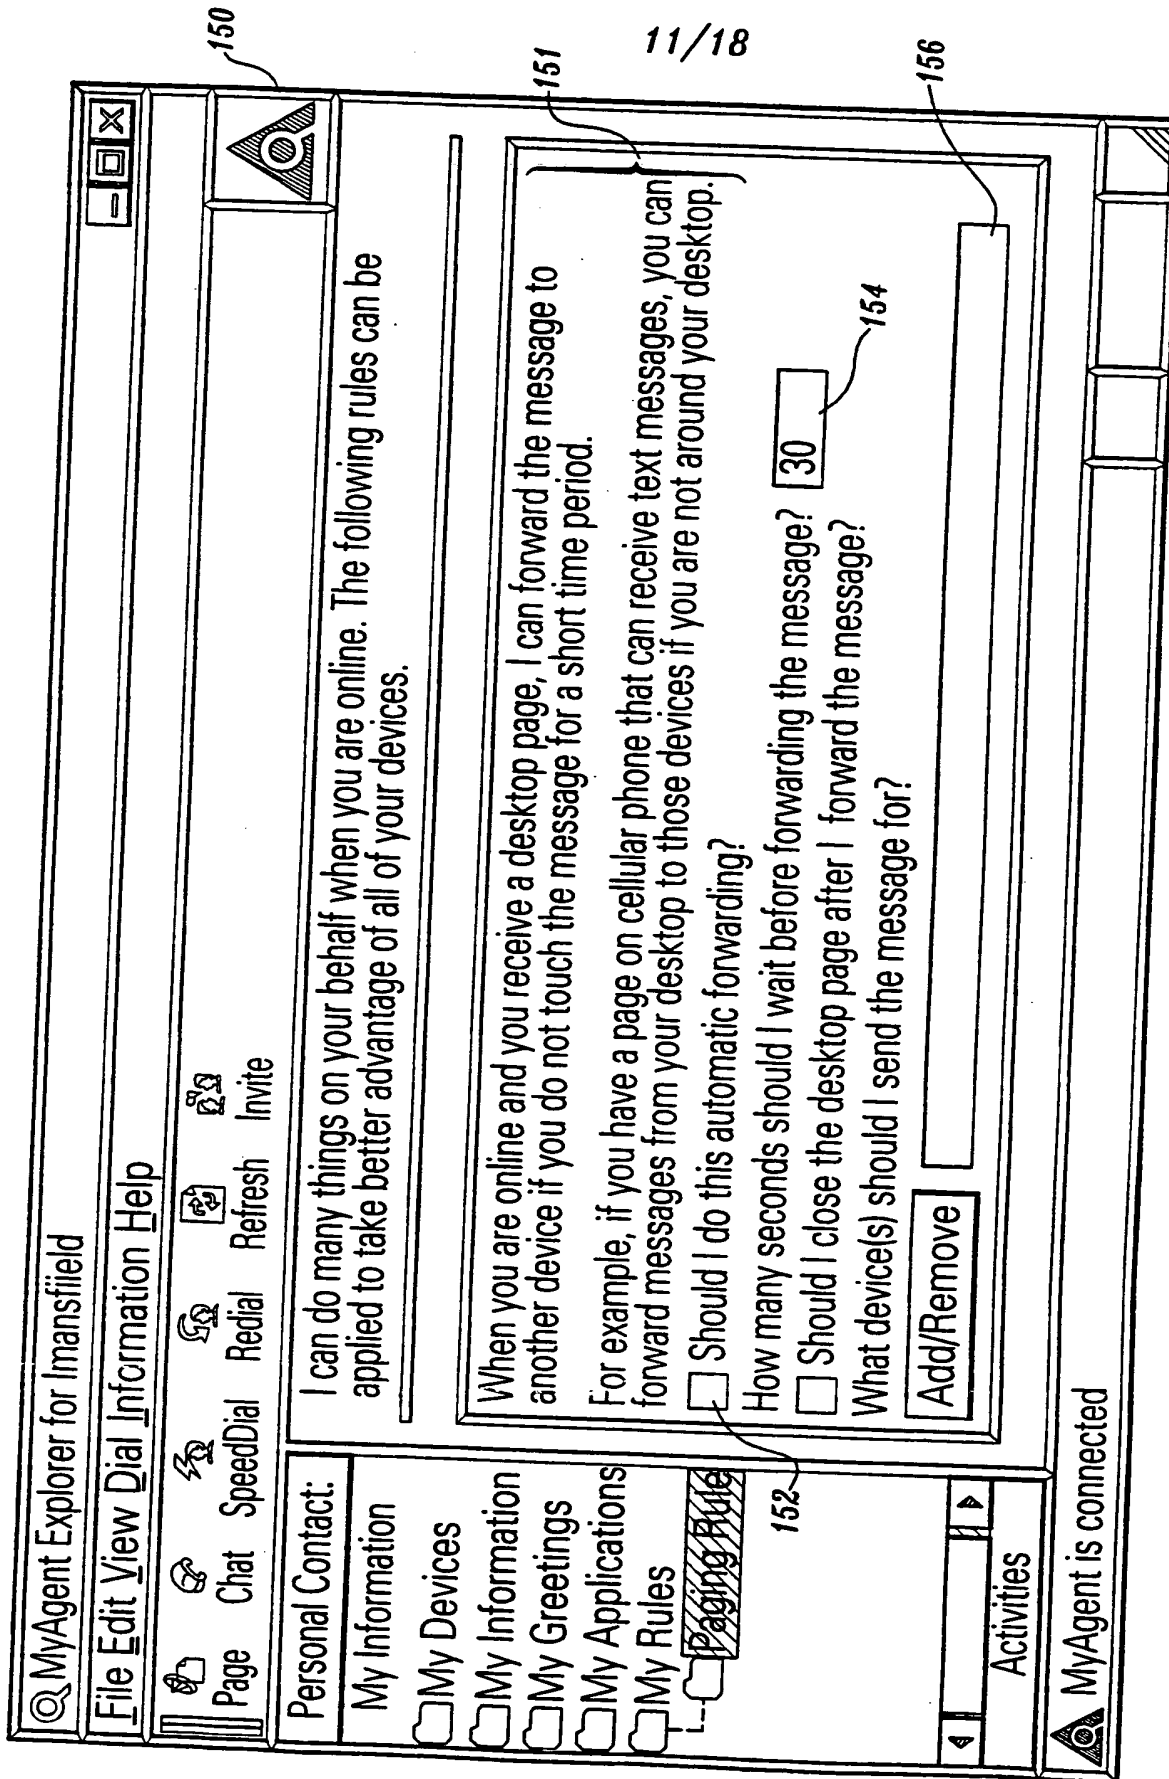 11/18
MyAgent Explorer for lmansfiield
File Edit View Dial Information Help
Page Chat SpeedDial Redial Refresh Invite
150
Personal Contact:
My Information
My Devices
My Information
My Greetings
My Applications
My Rules
Paging Rule
Activities
I can do many things on your behalf when you are online. The following rules can be
applied to take better advantage of all of your devices.
When you are online and you receive a desktop page, I can forward the message to
another device if you do not touch the message for a short time period.
For example, if you have a page on cellular phone that can receive text messages, you can
forward messages from your desktop to those devices if you are not around your desktop.
151
Should I do this automatic forwarding?
152
How many seconds should I wait before forwarding the message? 30
154
Should I close the desktop page after I forward the message?
What device(s) should I send the message for?
Add/Remove
156
MyAgent is connected